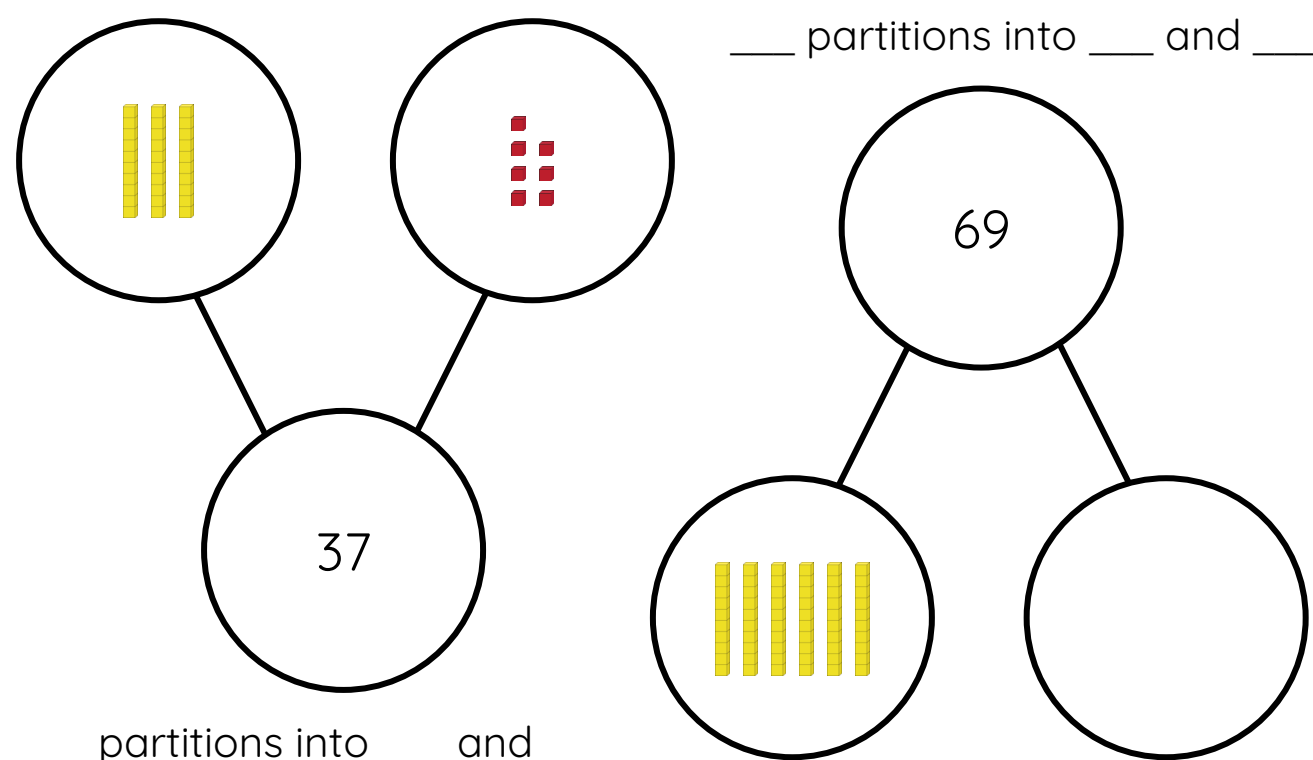 ___ partitions into ___ and ___
69
37
partitions into and